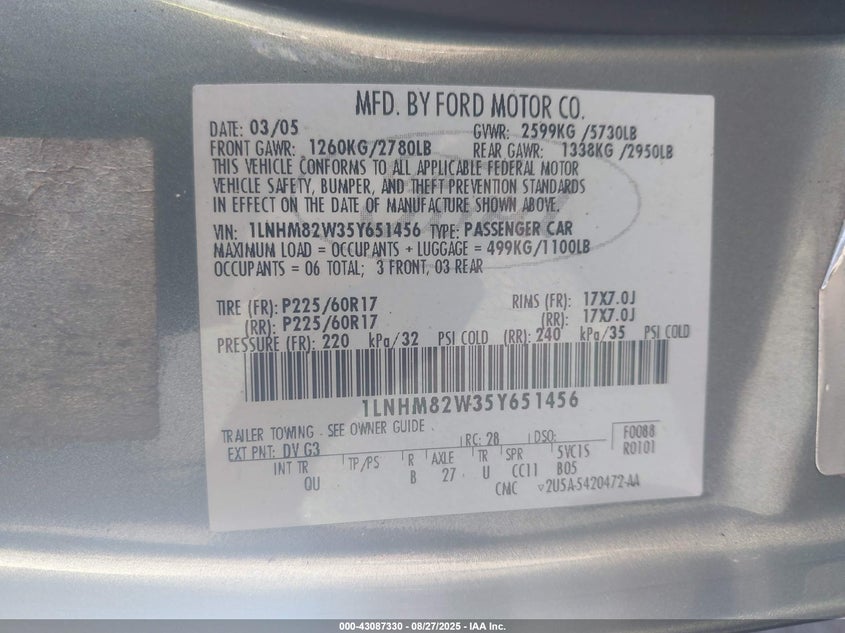 MFD. BY FORD MOTOR CO.
DATE: 03/05 GVWR: 2599KG /5730LB
FRONT GAWR: 1260KG/2780LB REAR GAWR: 1338KG /2950LB
THIS VEHICLE CONFORMS TO ALL APPLICABLE FEDERAL MOTOR
VEHICLE SAFETY, BUMPER, AND THEFT PREVENTION STANDARDS
IN EFFECT ON THE DATE OF MANUFACTURE SHOWN ABOVE.
VIN: 1LNHM82W35Y651456 TYPE: PASSENGER CAR
MAXIMUM LOAD = OCCUPANTS + LUGGAGE = 499KG/1100LB
OCCUPANTS = 06 TOTAL; 3 FRONT, 03 REAR
TIRE (FR): P225/60R17 RIMS (FR): 17X7.0J
(RR): P225/60R17 (RR): 17X7.0J
PRESSURE (FR): 220 kPa/32 PSI COLD (RR): 240 kPa/35 PSI COLD
1LNHM82W35Y651456
TRAILER TOWING - SEE OWNER GUIDE
EXT PNT: DV G3 RC: 28 DSO: F0088
INT TR TP/PS R AXLE TR SPR 5VC15 R0101
QU B 27 U CC11 B05
CMC 2U5A-5420472-AA
000-43087330 - 08/27/2025 - IAA Inc.